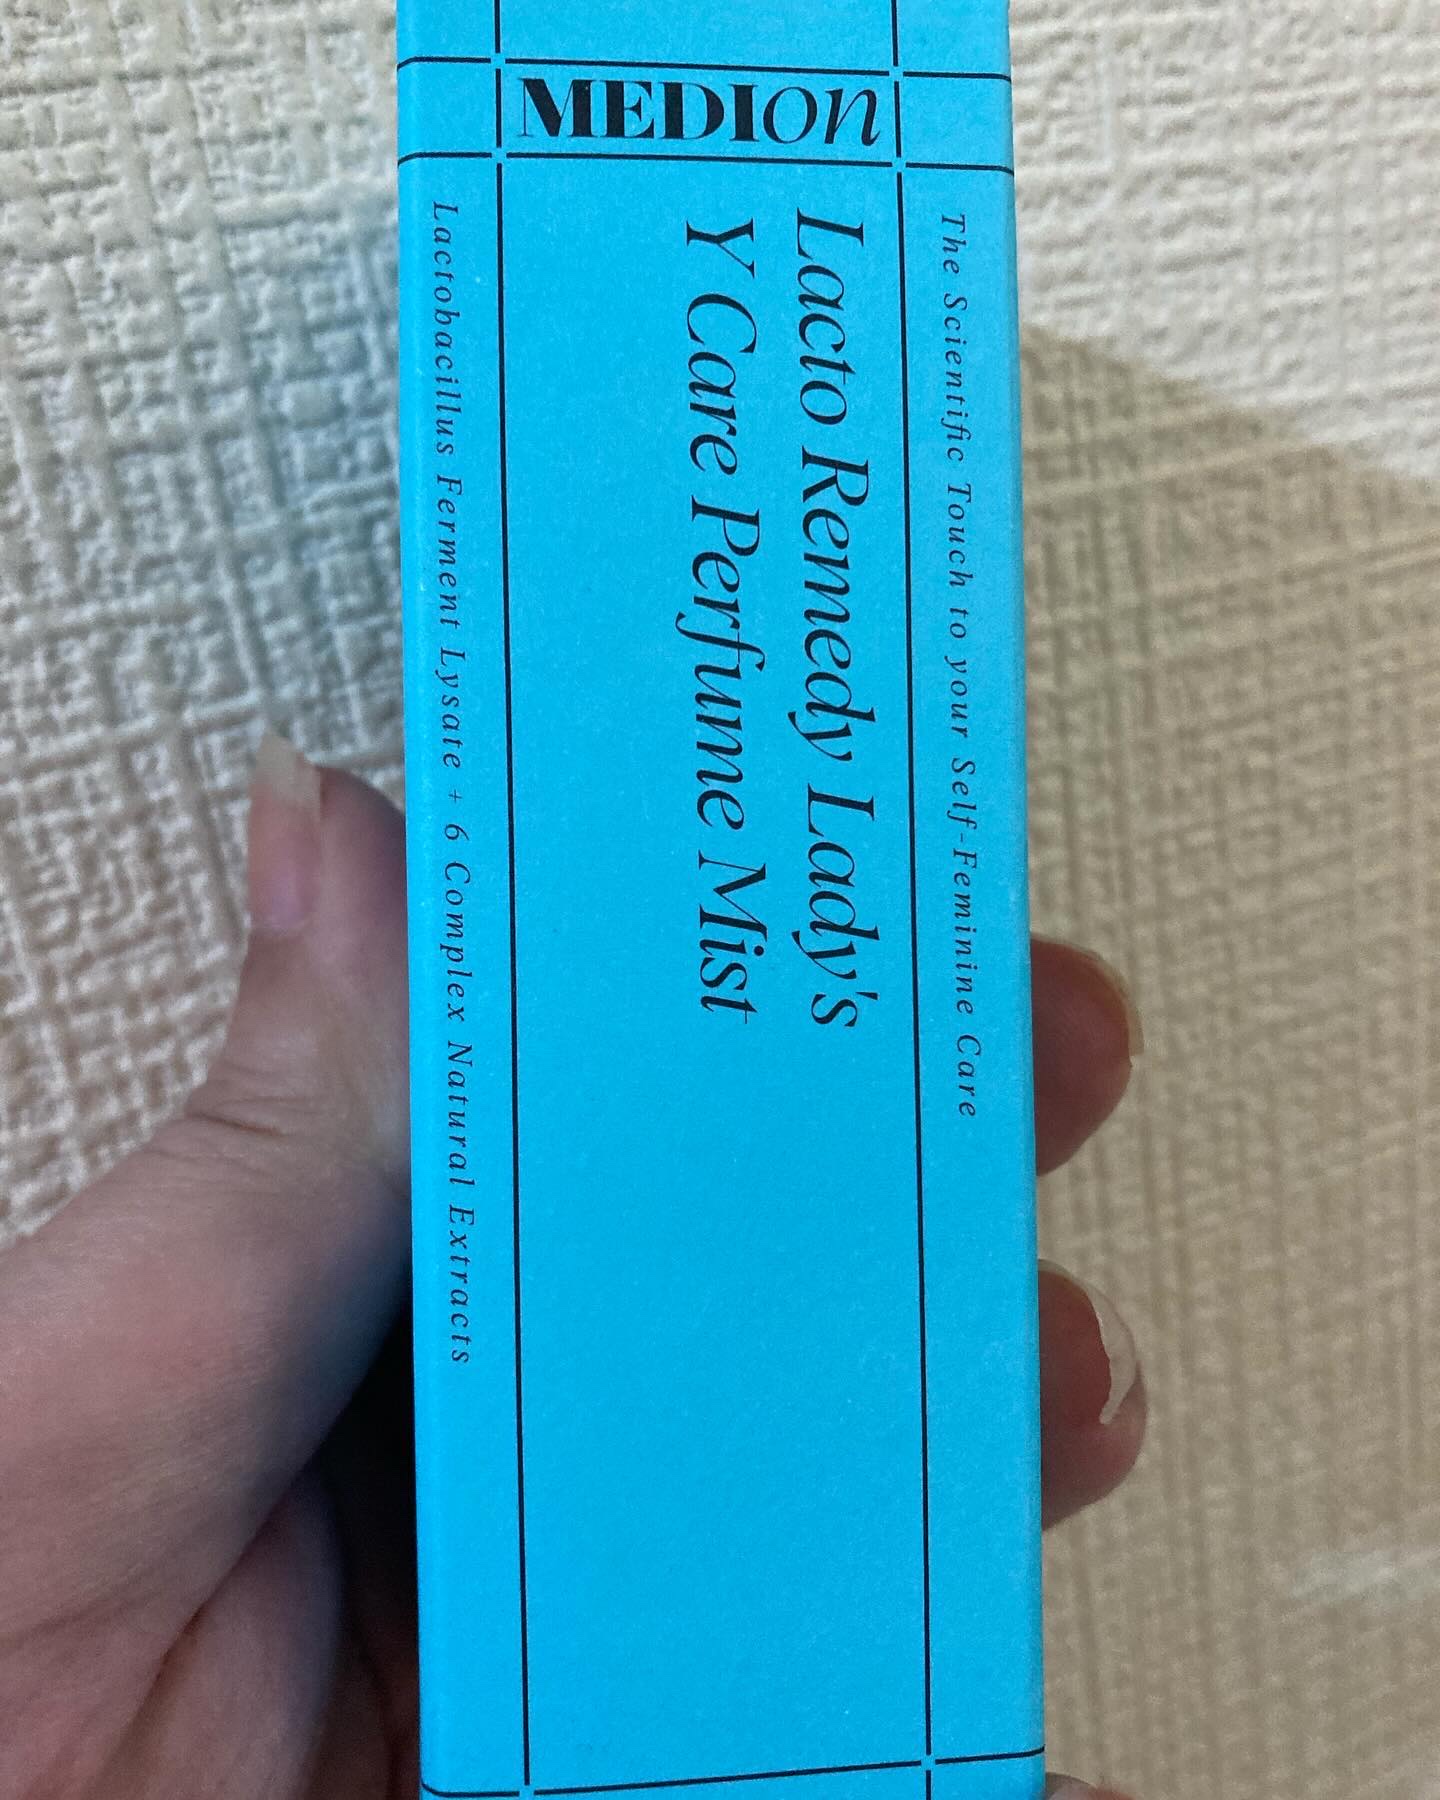 MEDIon
The Scientific Touch to your Self-Feminine Care
Lacto Remedy Lady's
Y Care Perfume Mist
Lactobacillus Ferment Lysate + 6 Complex Natural Extracts